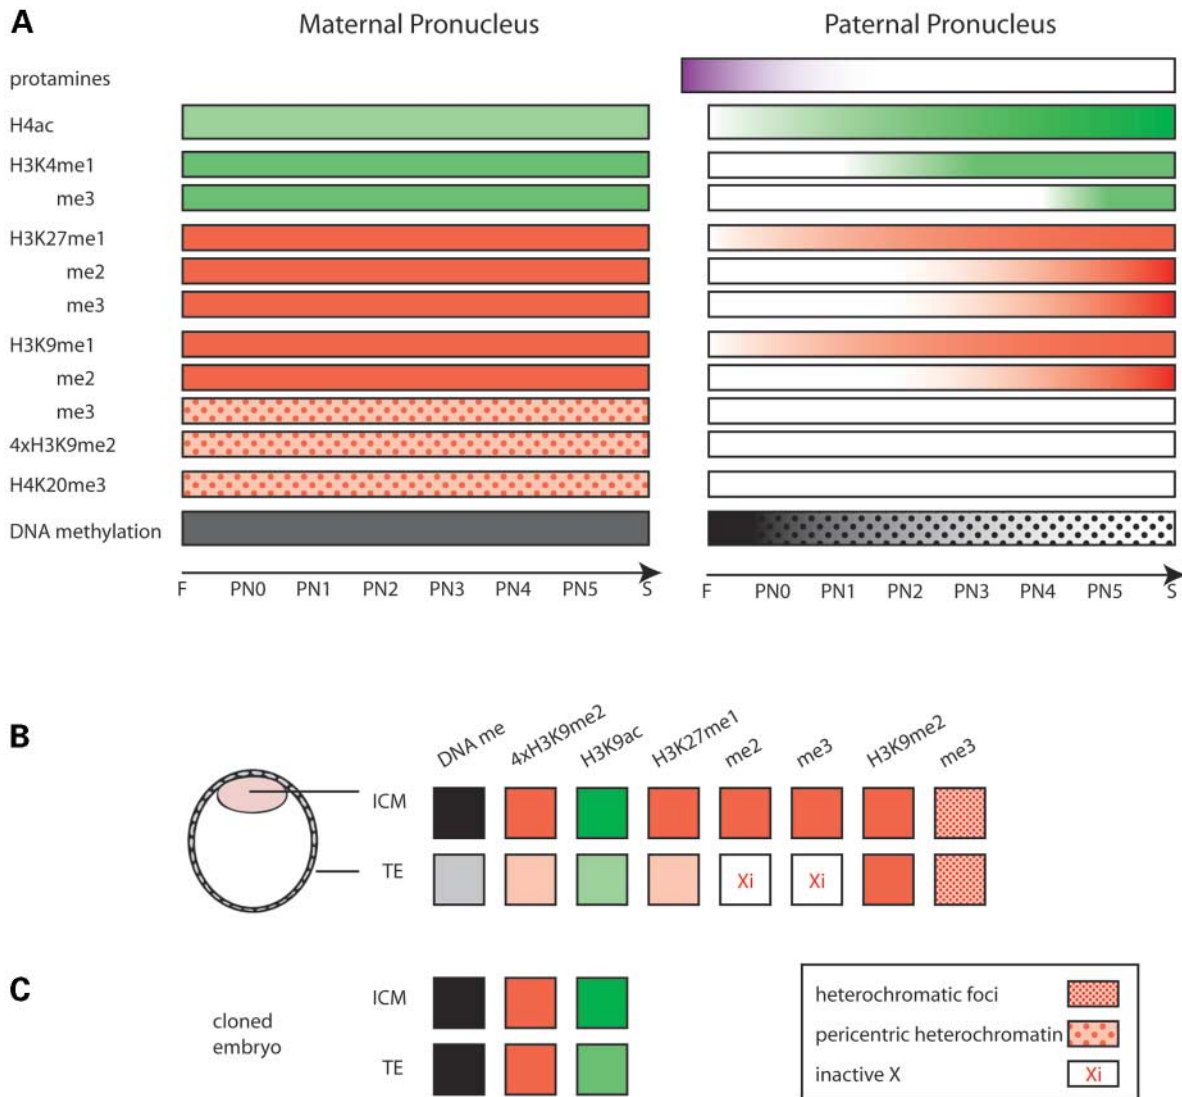 A
Maternal Pronucleus
Paternal Pronucleus
protamines
H4ac
H3K4me1
me3
H3K27me1
me2
me3
H3K9me1
me2
me3
4xH3K9me2
H4K20me3
DNA methylation
F PN0 PN1 PN2 PN3 PN4 PN5 S
F PN0 PN1 PN2 PN3 PN4 PN5 S
B
DNA me 4xH3K9me2 H3K9ac H3K27me1 me2 me3 H3K9me2 me3
ICM
TE
Xi Xi
C
cloned
embryo
ICM
TE
heterochromatic foci
pericentric heterochromatin
inactive X
Xi